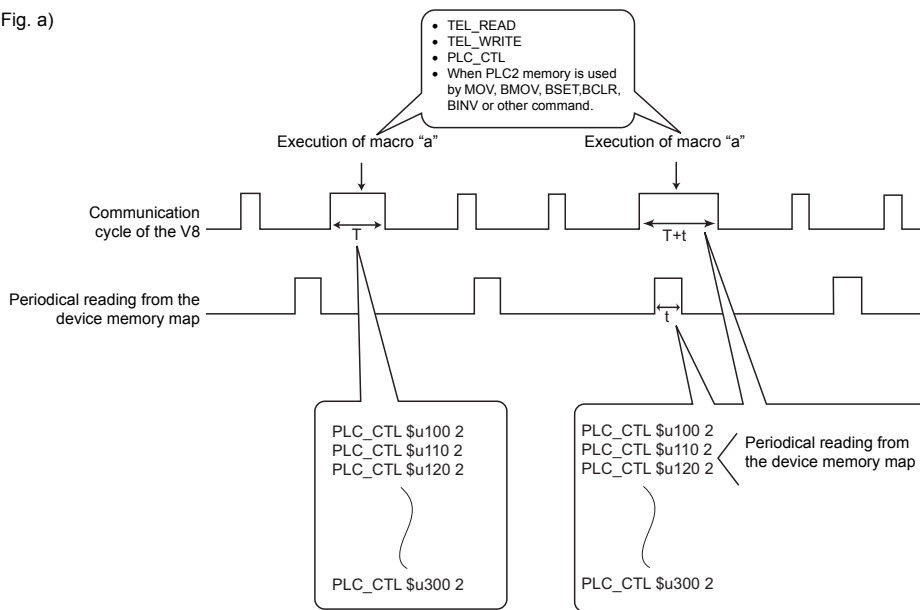 Fig. a)
• TEL_READ
• TEL_WRITE
• PLC_CTL
• When PLC2 memory is used
by MOV, BMOV, BSET,BCLR,
BINV or other command.
Execution of macro “a”
Execution of macro “a”
Communication
cycle of the V8
T
T+t
Periodical reading from the
device memory map
t
PLC_CTL $u100 2
PLC_CTL $u110 2
PLC_CTL $u120 2
PLC_CTL $u300 2
PLC_CTL $u100 2
PLC_CTL $u110 2
PLC_CTL $u120 2
Periodical reading from
the device memory map
PLC_CTL $u300 2